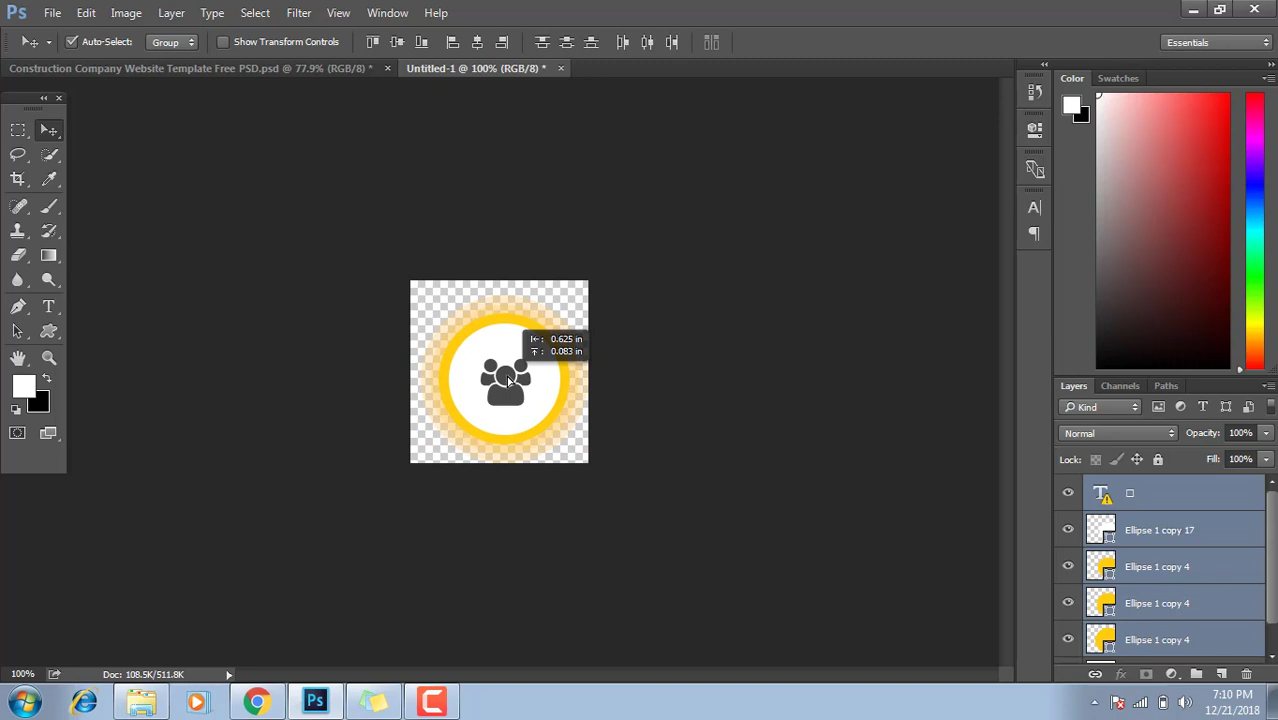 Ps File Edit Image Layer Type Select Filter 3D View Window Help
Auto-Select: Group Show Transform Controls Essentials
Construction Company Website Template Free PSD.psd @ 77.9% (RGB/8) * × Untitled-1 @ 100% (RGB/8) * ×
Color Swatches
0.625 in
0.083 in
Layers Channels Paths
Kind
Normal Opacity: 100%
Lock: Fill: 100%
Ellipse 1 copy 17
Ellipse 1 copy 4
Ellipse 1 copy 4
Ellipse 1 copy 4
100% Doc: 108.5K/511.8K
7:10 PM
12/21/2018